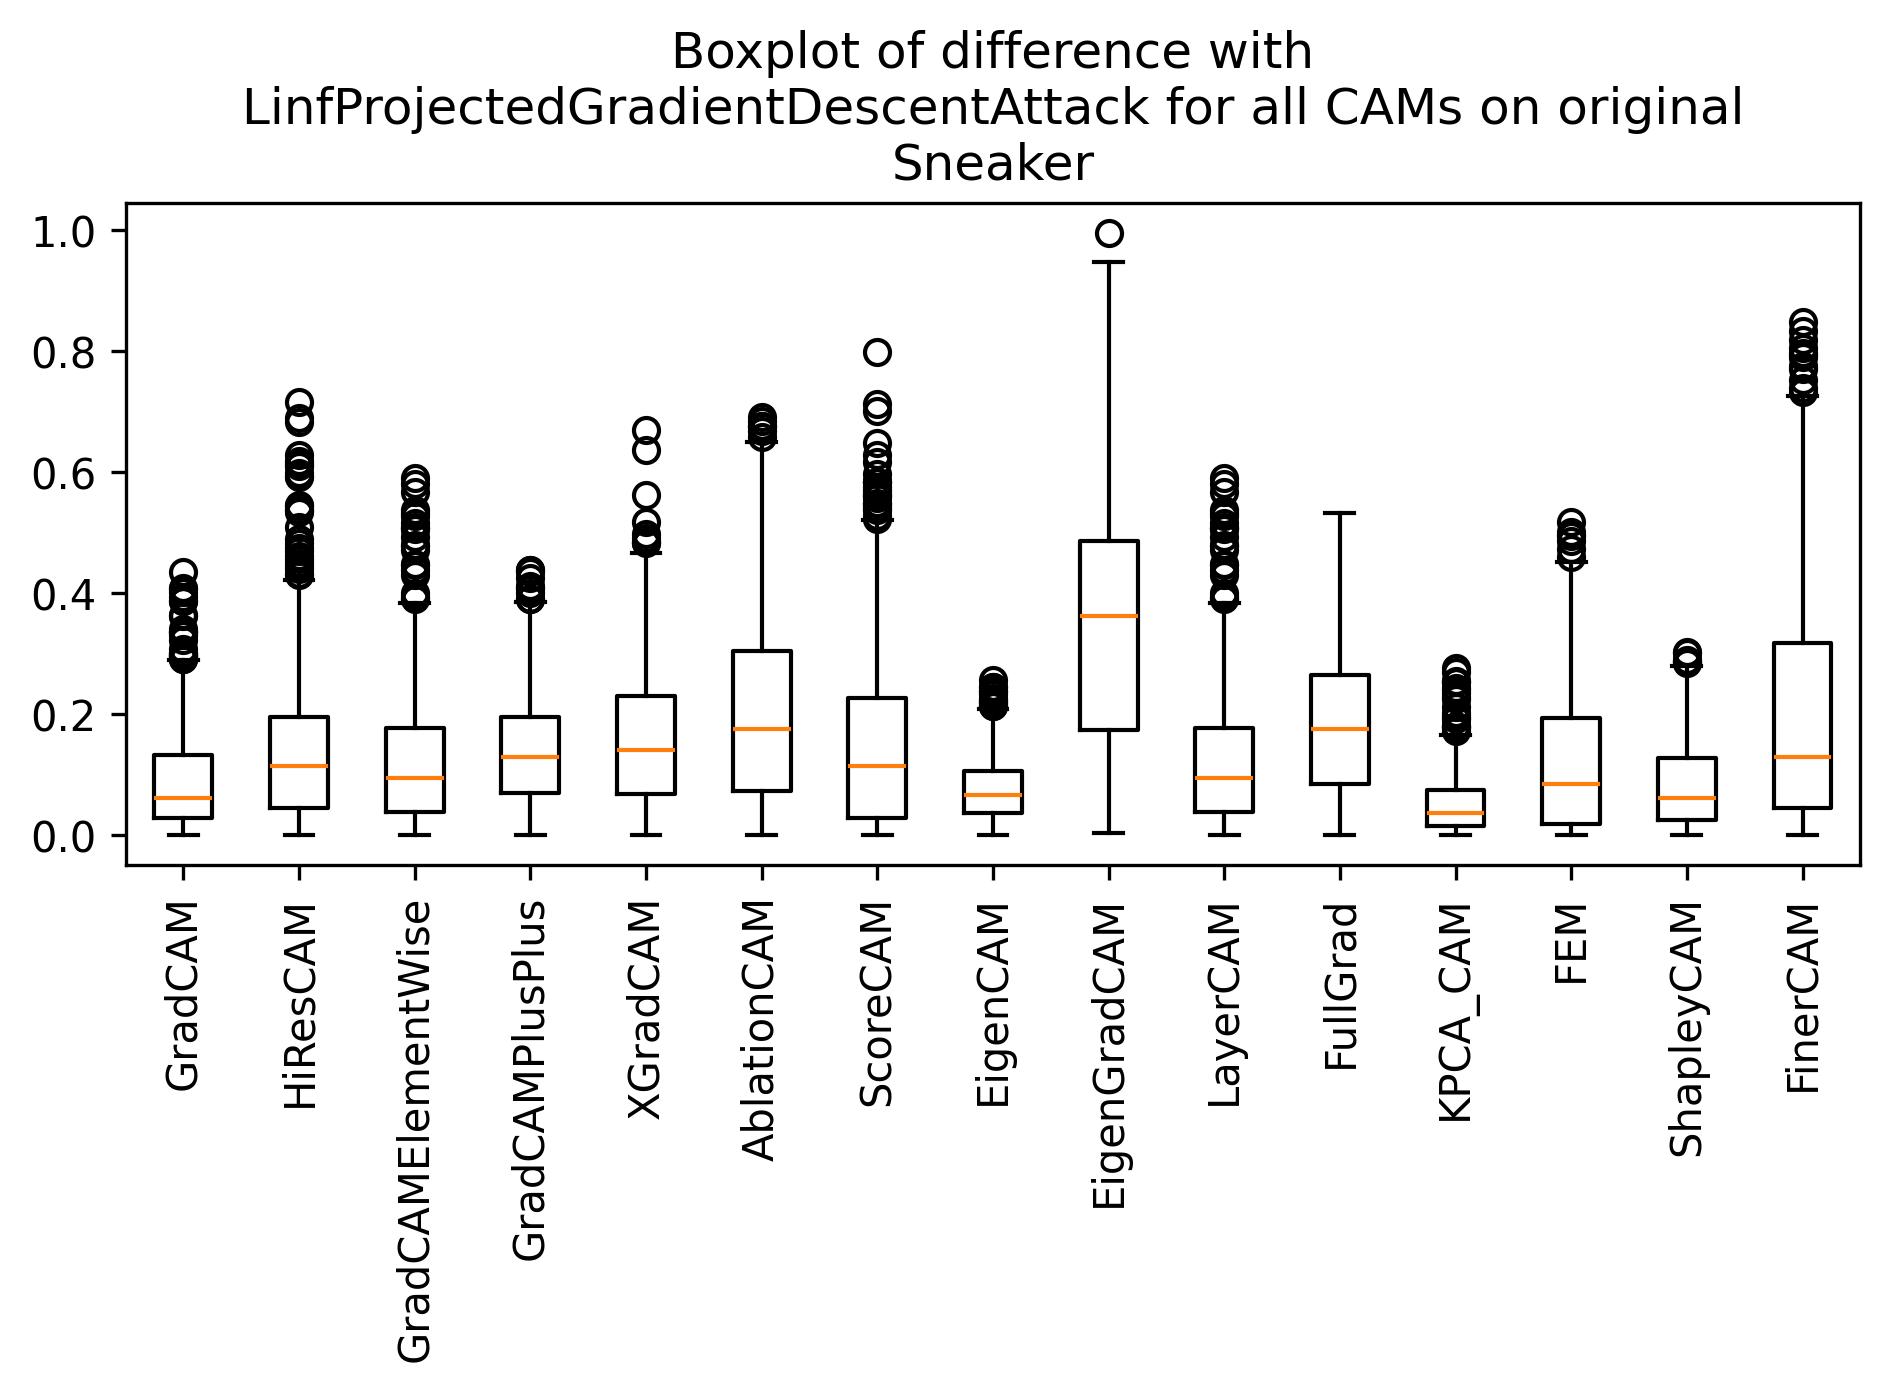 Boxplot of difference with
LinfProjectedGradientDescentAttack for all CAMs on original
Sneaker
1.0
0.8
0.6
0.4
0.2
0.0
GradCAM
HiResCAM
GradCAMElementWise
GradCAMPlusPlus
XGradCAM
AblationCAM
ScoreCAM
EigenCAM
EigenGradCAM
LayerCAM
FullGrad
KPCA_CAM
FEM
ShapleyCAM
FinerCAM